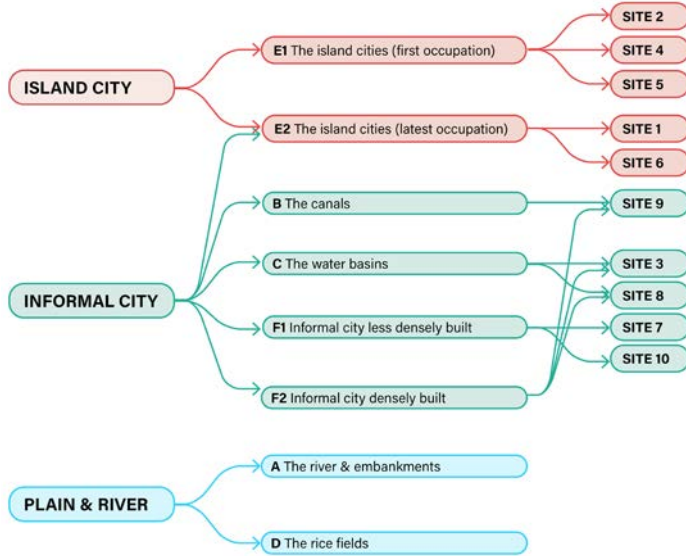 ISLAND CITY
E1 The island cities (first occupation)
E2 The island cities (latest occupation)
SITE 2
SITE 4
SITE 5
SITE 1
SITE 6
INFORMAL CITY
B The canals
C The water basins
F1 Informal city less densely built
F2 Informal city densely built
SITE 9
SITE 3
SITE 8
SITE 7
SITE 10
PLAIN & RIVER
A The river & embankments
D The rice fields